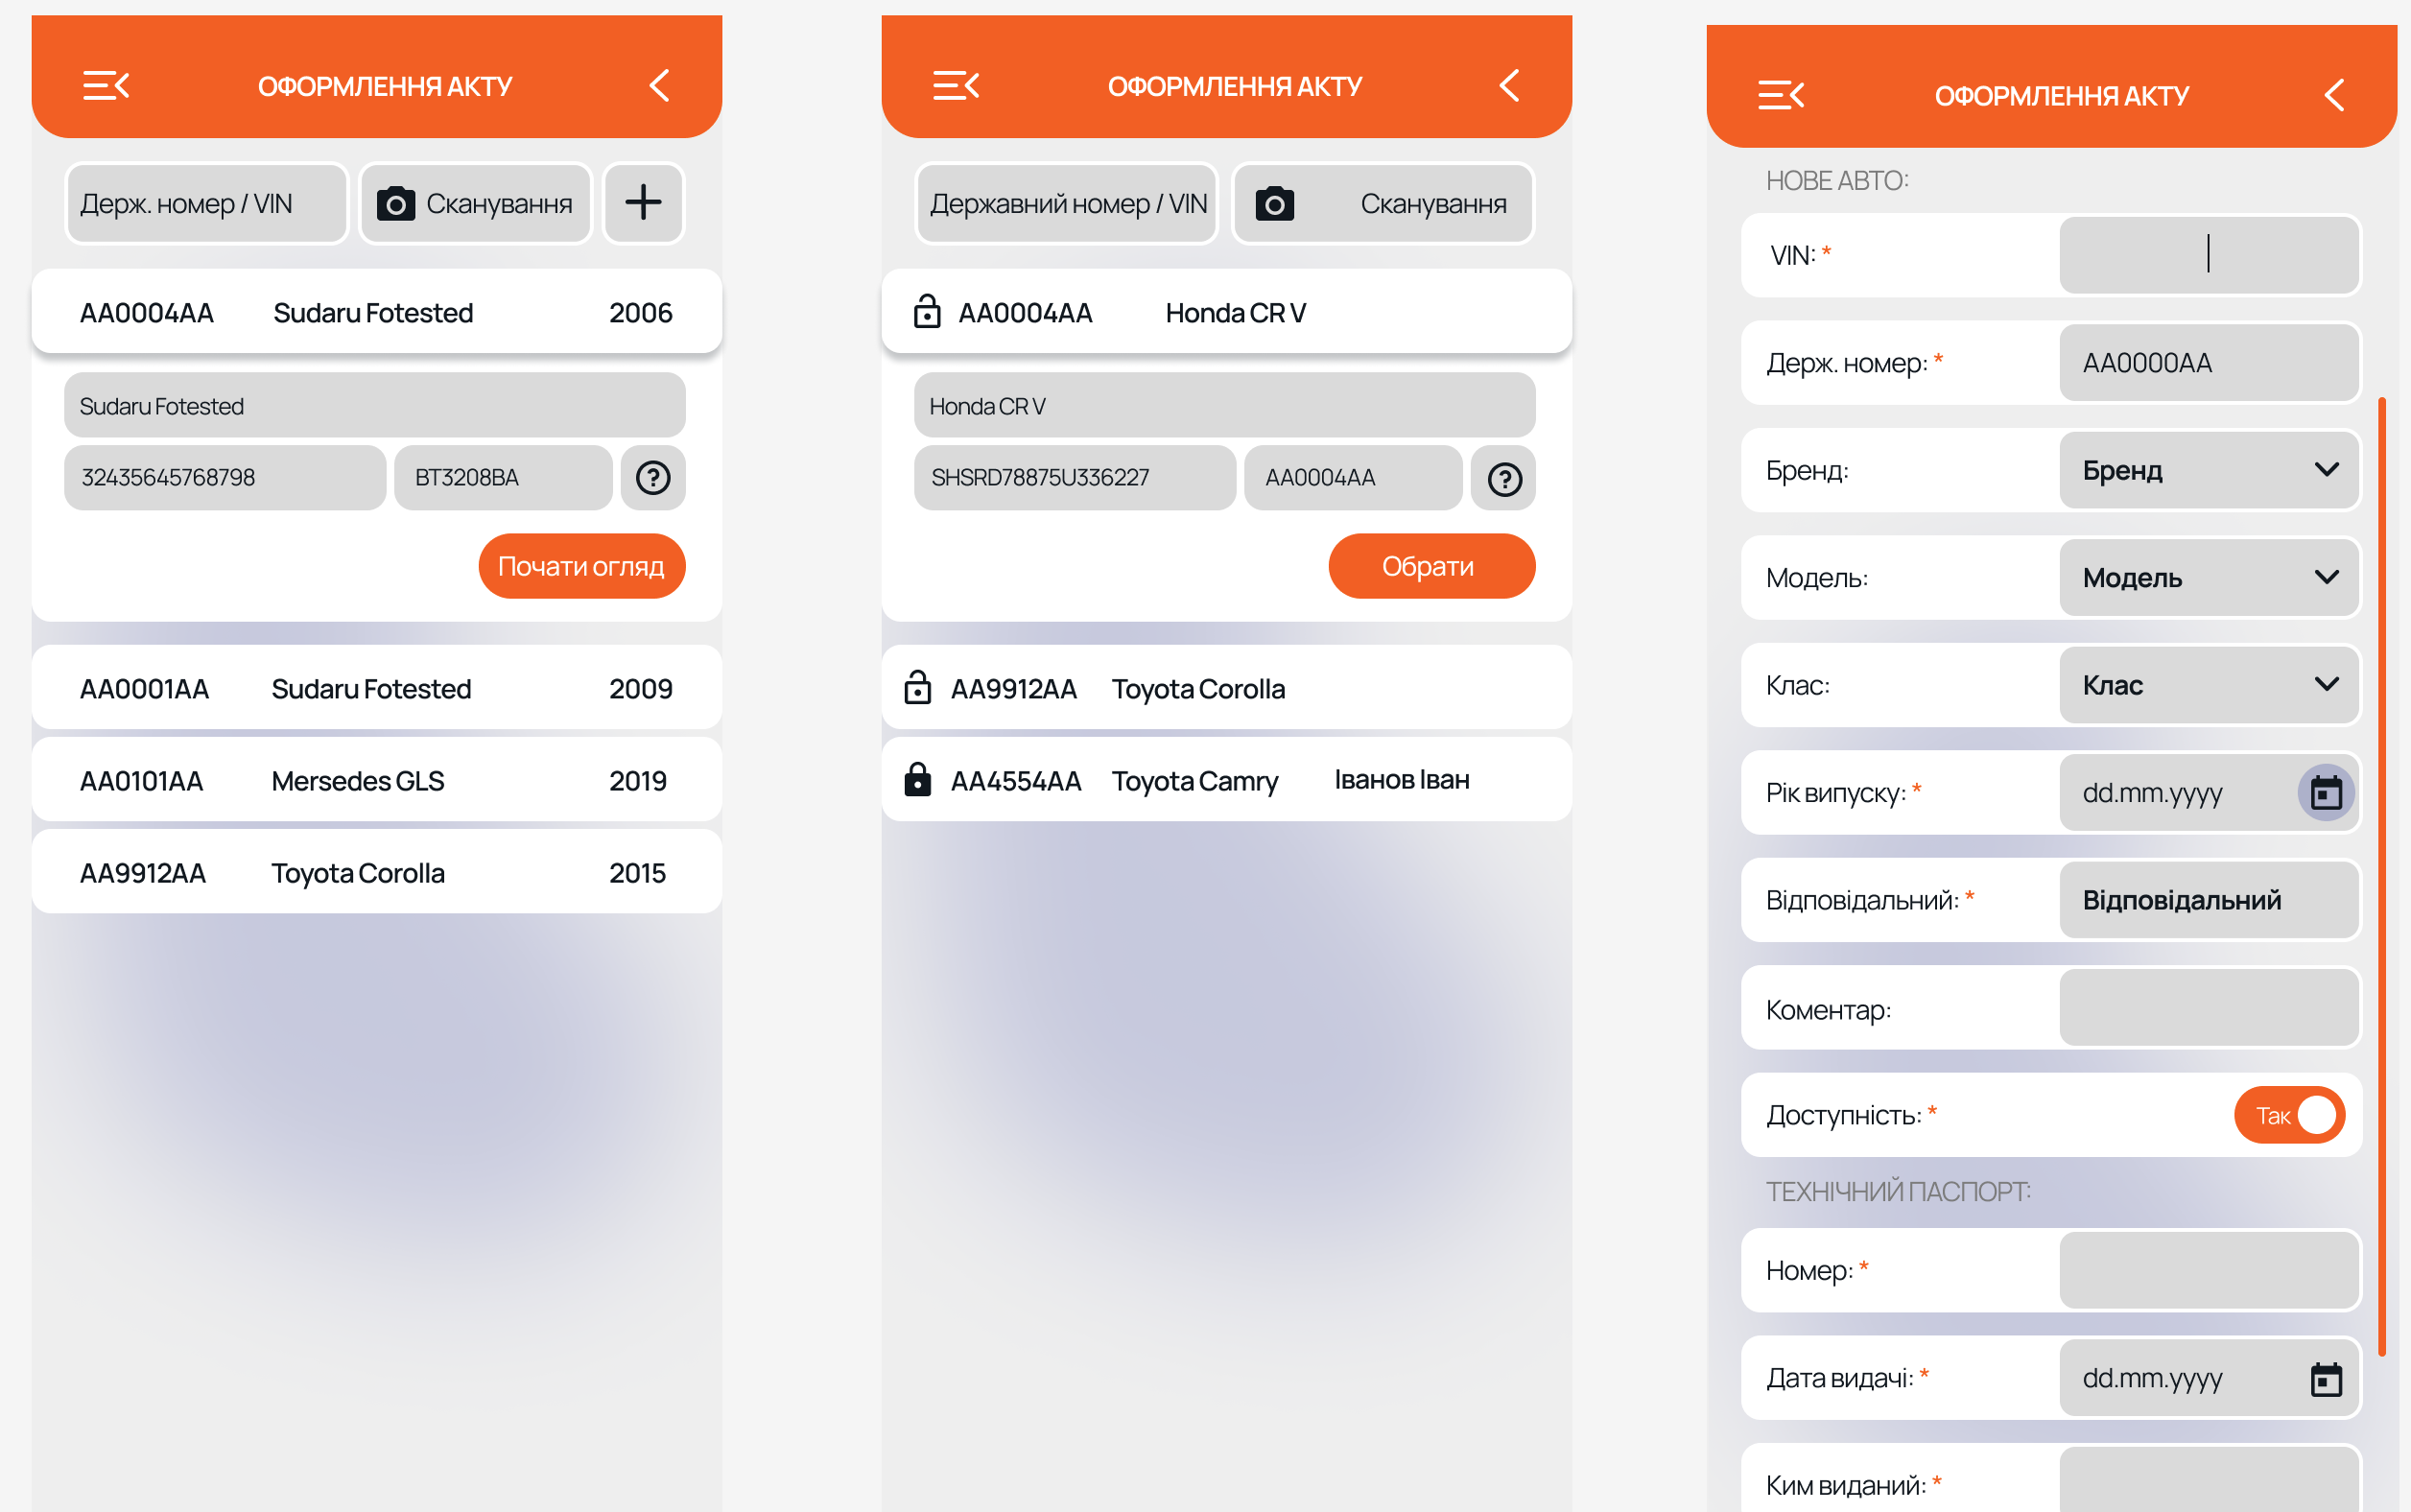 ОФОРМЛЕННЯ АКТУ
Держ. номер / VIN Сканування
AA0004AA Sudaru Fotested 2006
Sudaru Fotested
32435645768798 BT3208BA
Почати огляд
AA0001AA Sudaru Fotested 2009
AA0101AA Mersedes GLS 2019
AA9912AA Toyota Corolla 2015
ОФОРМЛЕННЯ АКТУ
Державний номер / VIN Сканування
AA0004AA Honda CR V
Honda CR V
SHSRD78875U336227 AA0004AA
Обрати
AA9912AA Toyota Corolla
AA4554AA Toyota Camry Іванов Іван
ОФОРМЛЕННЯ АКТУ
НОВЕ АВТО:
VIN: *
Держ. номер: * AA0000AA
Бренд: Бренд
Модель: Модель
Клас: Клас
Рік випуску: * dd.mm.yyyy
Відповідальний: * Відповідальний
Коментар:
Доступність: * Так
ТЕХНІЧНИЙ ПАСПОРТ:
Номер: *
Дата видачі: * dd.mm.yyyy
Ким виданий: *